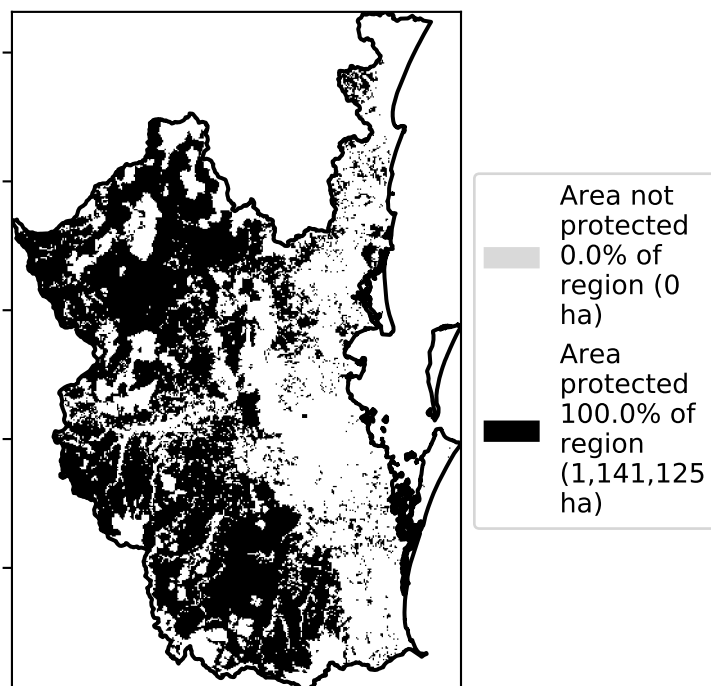 Area not
protected
0.0% of
region (0
ha)
Area
protected
100.0% of
region
(1,141,125
ha)